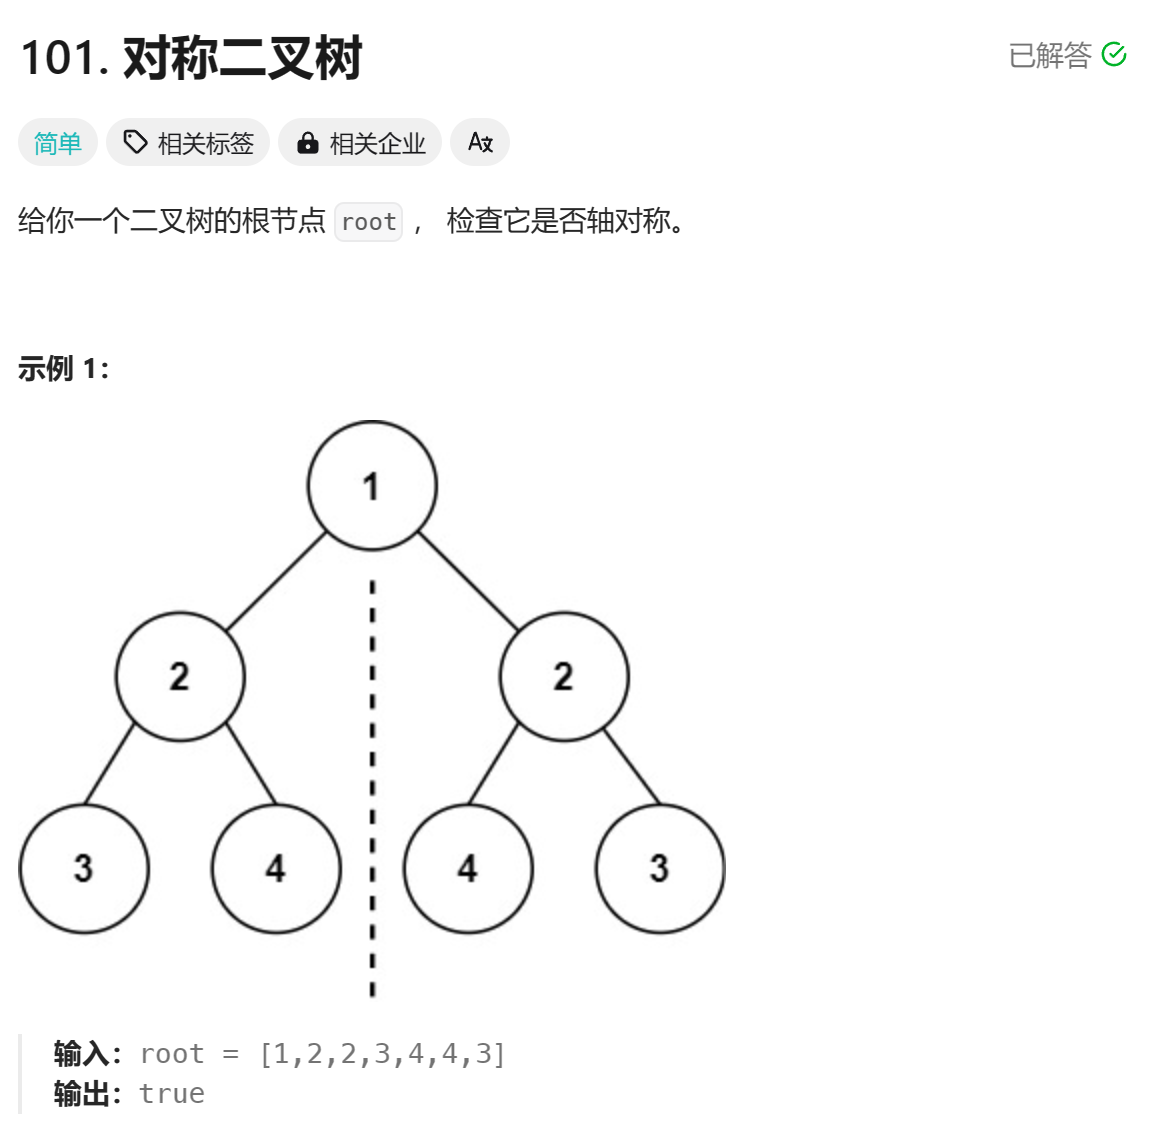 101. 对称二叉树
已解答
简单 相关标签 相关企业 A文
给你一个二叉树的根节点 root ， 检查它是否轴对称。
示例 1：
1
2 2
3 4 4 3
输入：root = [1,2,2,3,4,4,3]
输出：true